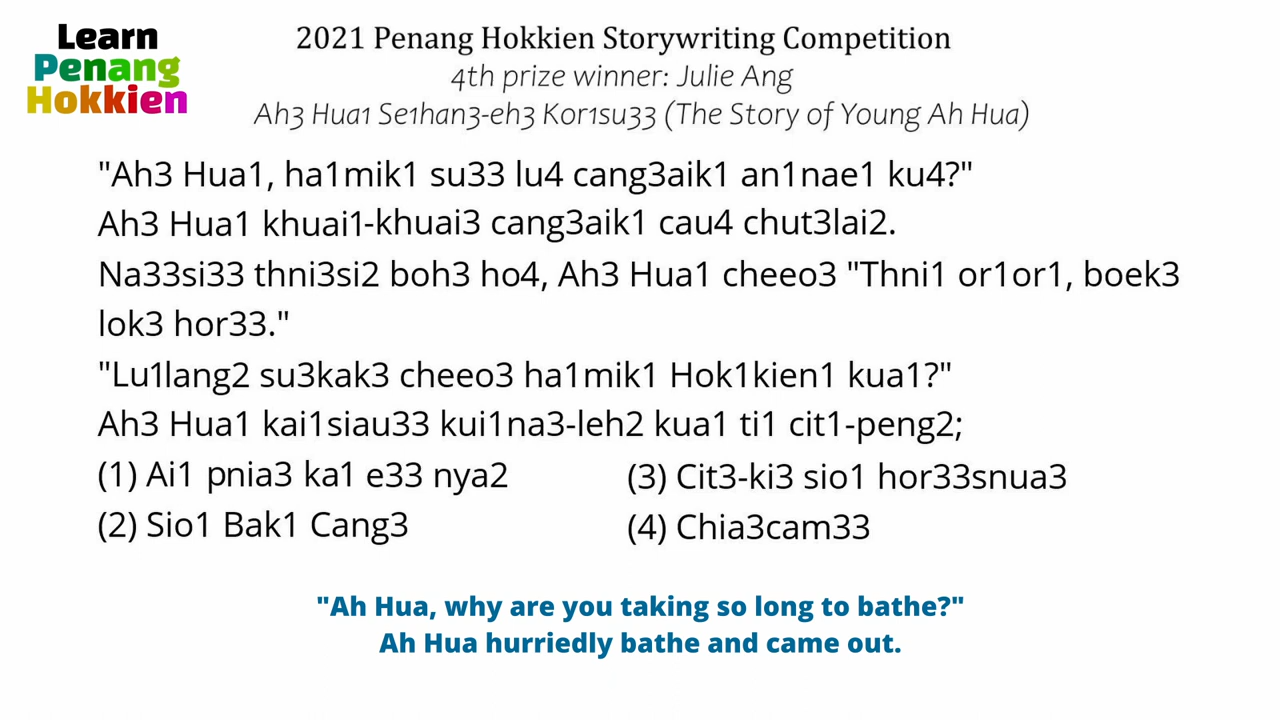 Learn
Penang
Hokkien
2021 Penang Hokkien Storywriting Competition
4th prize winner: Julie Ang
Ah3 Hua1 Se1han3-eh3 Kor1su33 (The Story of Young Ah Hua)
"Ah3 Hua1, ha1mik1 su33 lu4 cang3aik1 an1nae1 ku4?"
Ah3 Hua1 khuai1-khuai3 cang3aik1 cau4 chut3lai2.
Na33si33 thni3si2 boh3 ho4, Ah3 Hua1 cheeo3 "Thni1 or1or1, boek3
lok3 hor33."
"Lu1lang2 su3kak3 cheeo3 ha1mik1 Hok1kien1 kua1?"
Ah3 Hua1 kai1siau33 kui1na3-leh2 kua1 ti1 cit1-peng2;
(1) Ai1 pnia3 ka1 e33 nya2
(3) Cit3-ki3 sio1 hor33snua3
(2) Sio1 Bak1 Cang3
(4) Chia3cam33
"Ah Hua, why are you taking so long to bathe?"
Ah Hua hurriedly bathe and came out.